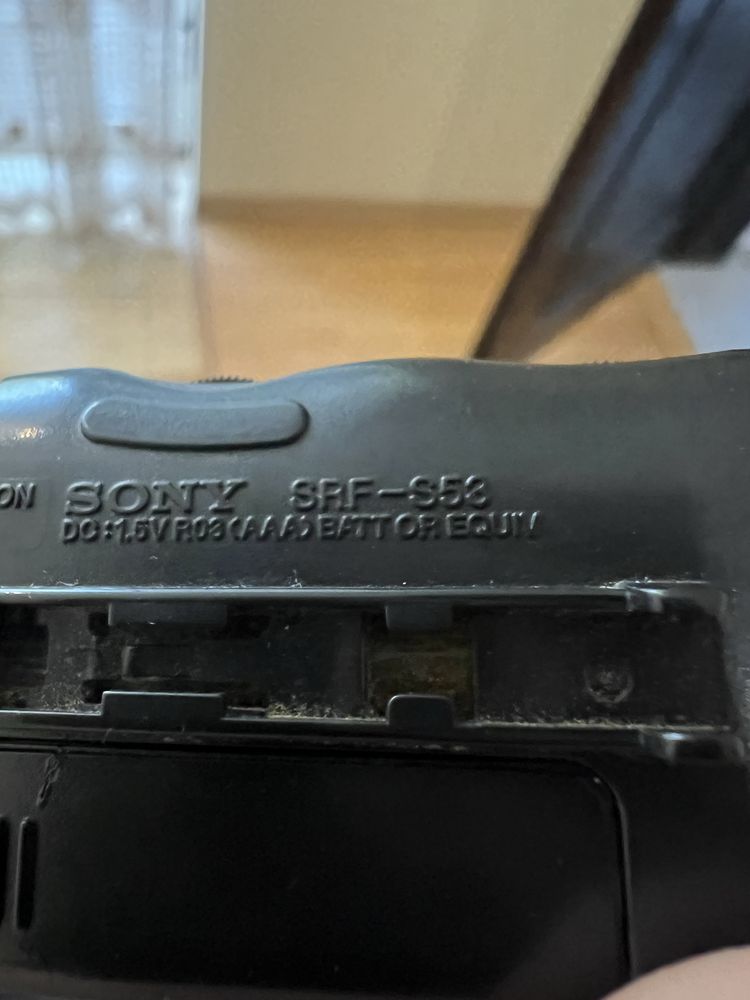 ON
SONY SRF-S53
DC:1.5V R03(AAA) BATT OR EQUIV